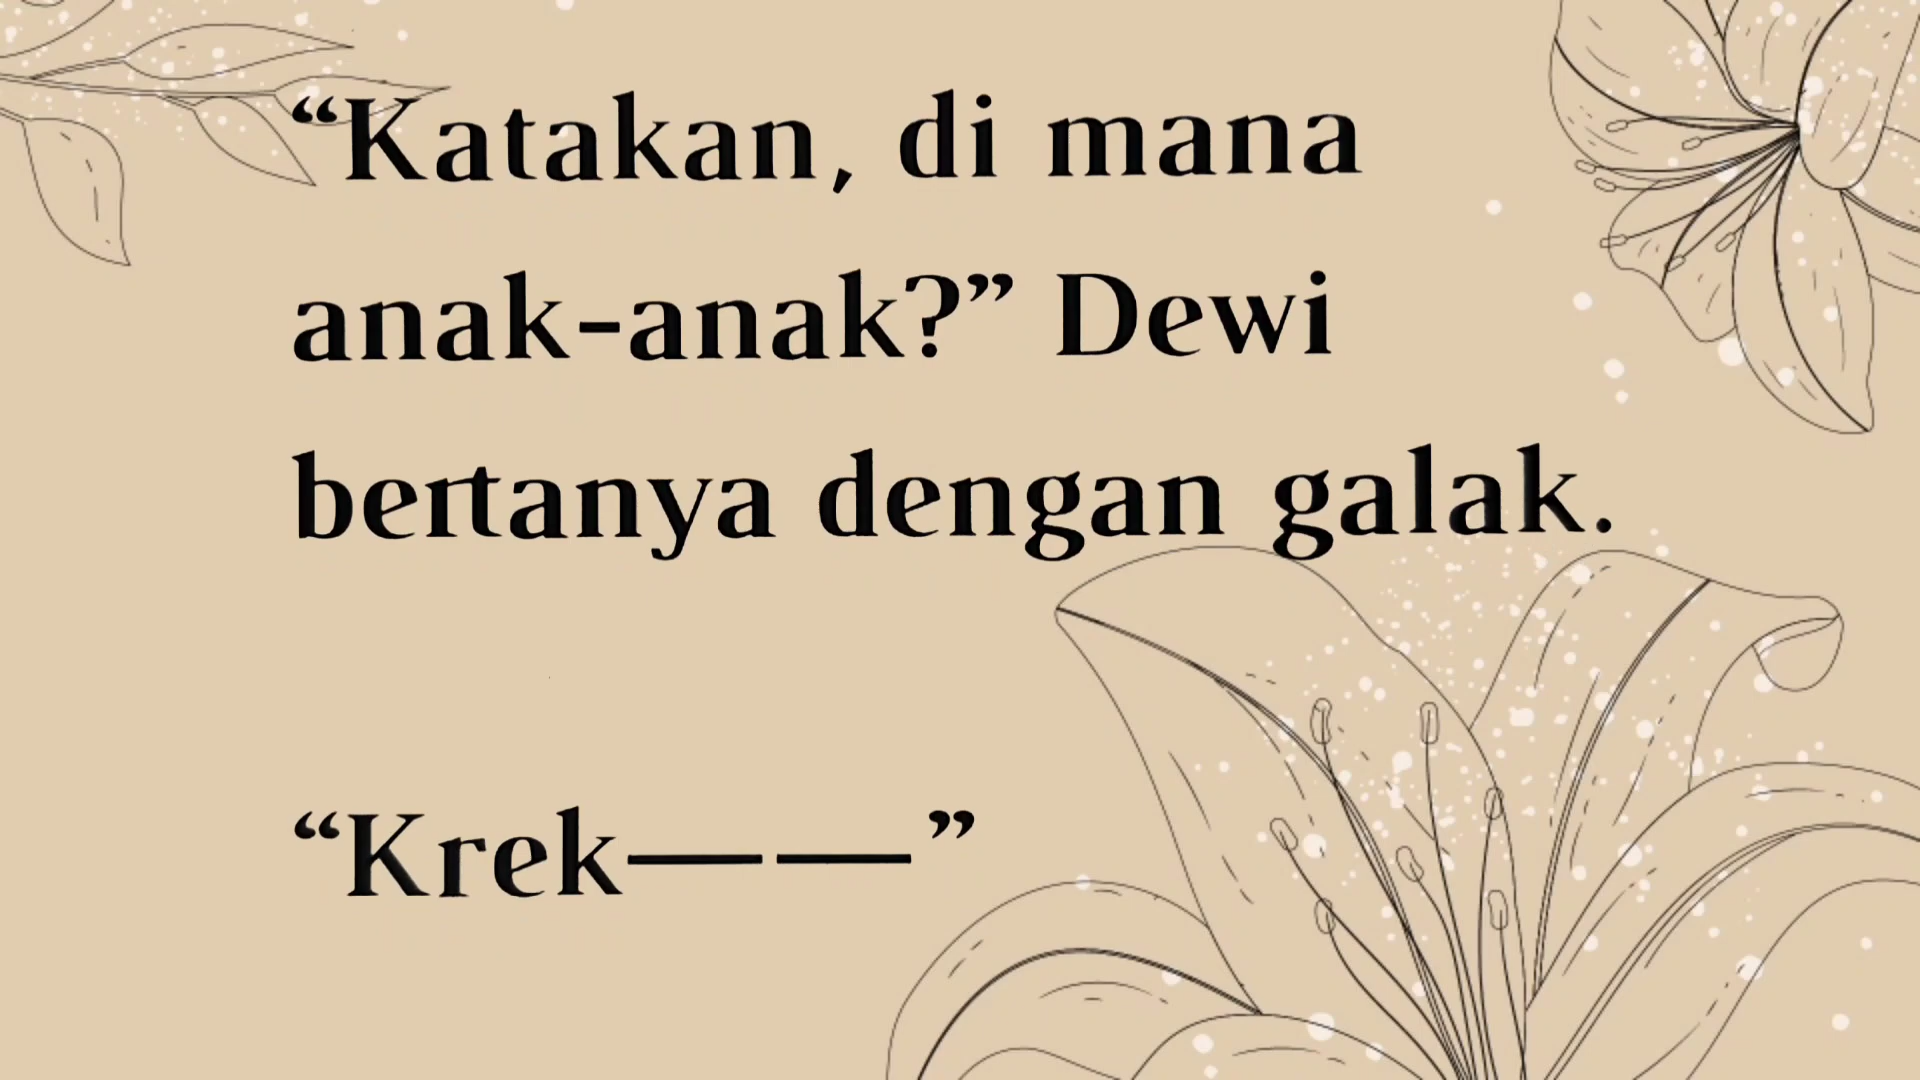 “Katakan, di mana
anak-anak?” Dewi
bertanya dengan galak.
“Krek——”